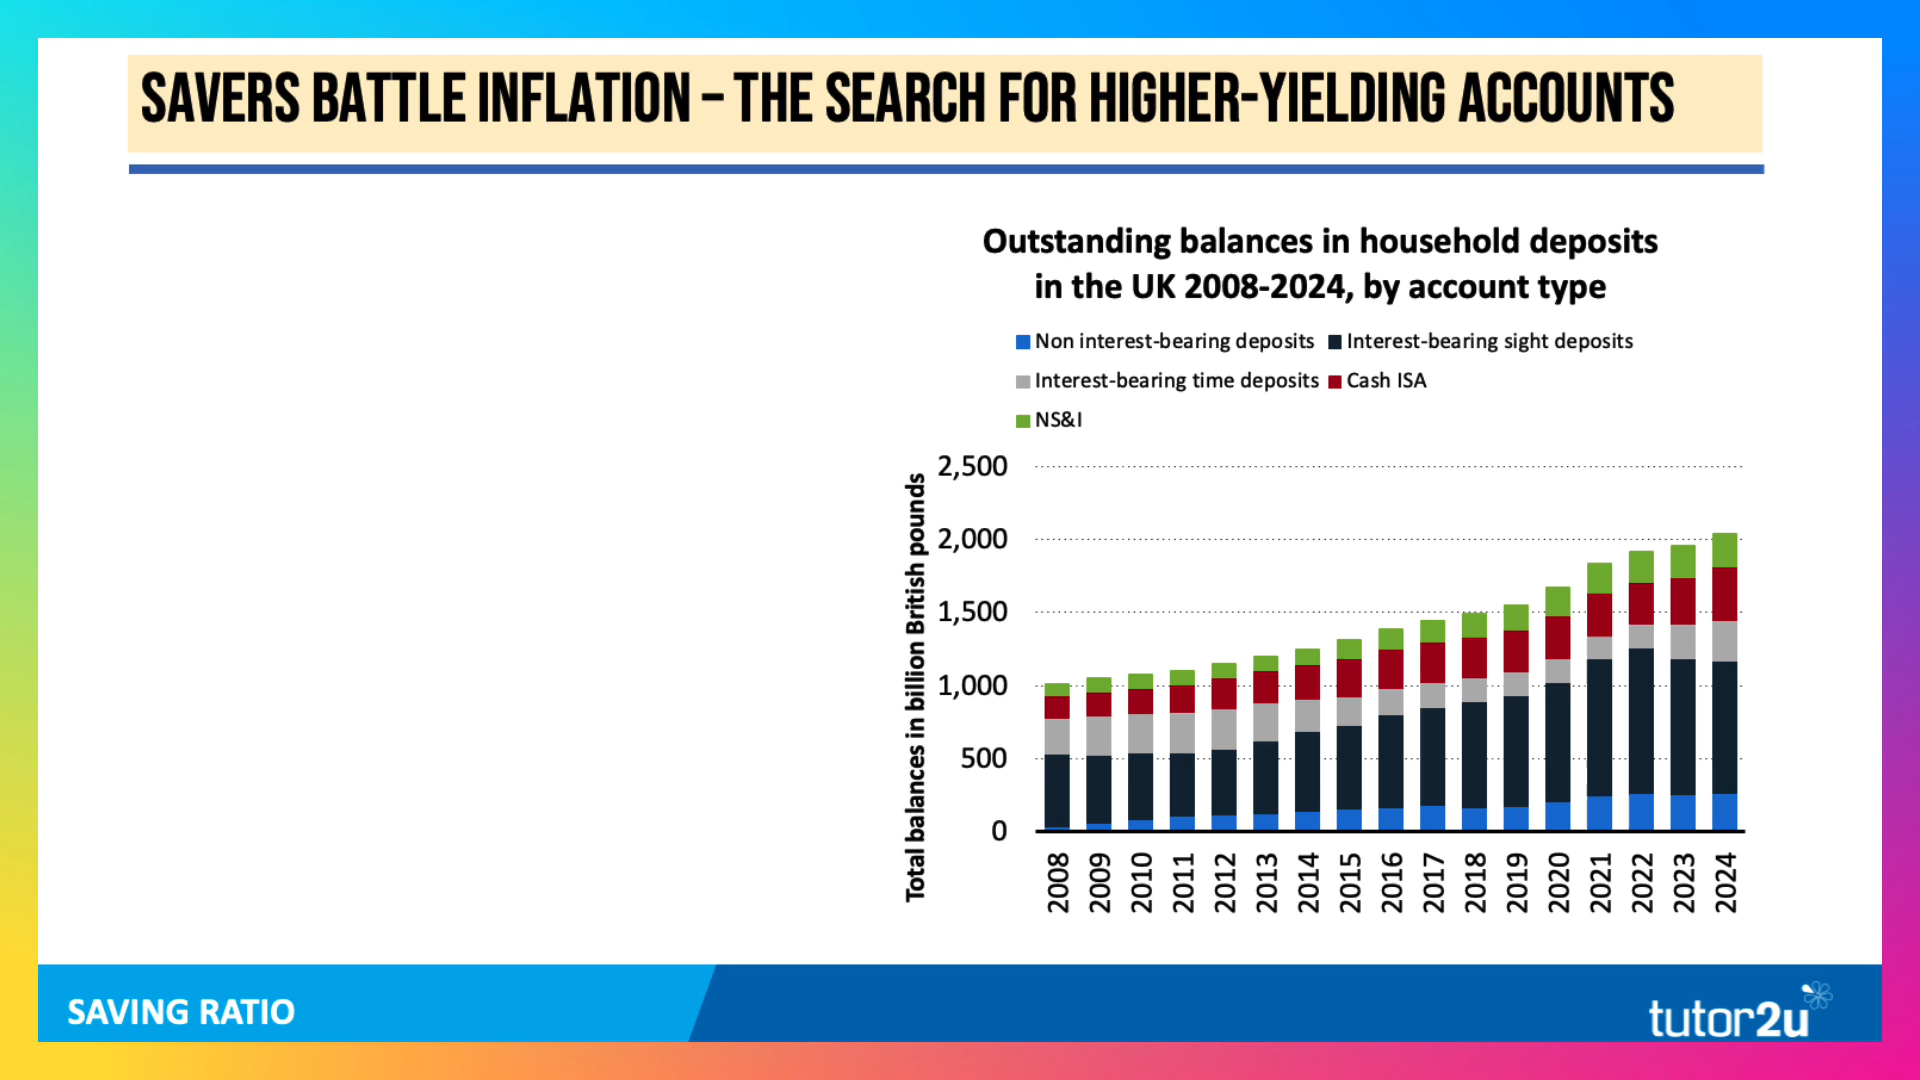 SAVERS BATTLE INFLATION – THE SEARCH FOR HIGHER-YIELDING ACCOUNTS
Outstanding balances in household deposits
in the UK 2008-2024, by account type
Non interest-bearing deposits
Interest-bearing sight deposits
Interest-bearing time deposits
Cash ISA
NS&I
Total balances in billion British pounds
2,500
2,000
1,500
1,000
500
0
2008
2009
2010
2011
2012
2013
2014
2015
2016
2017
2018
2019
2020
2021
2022
2023
2024
SAVING RATIO
tutor2u